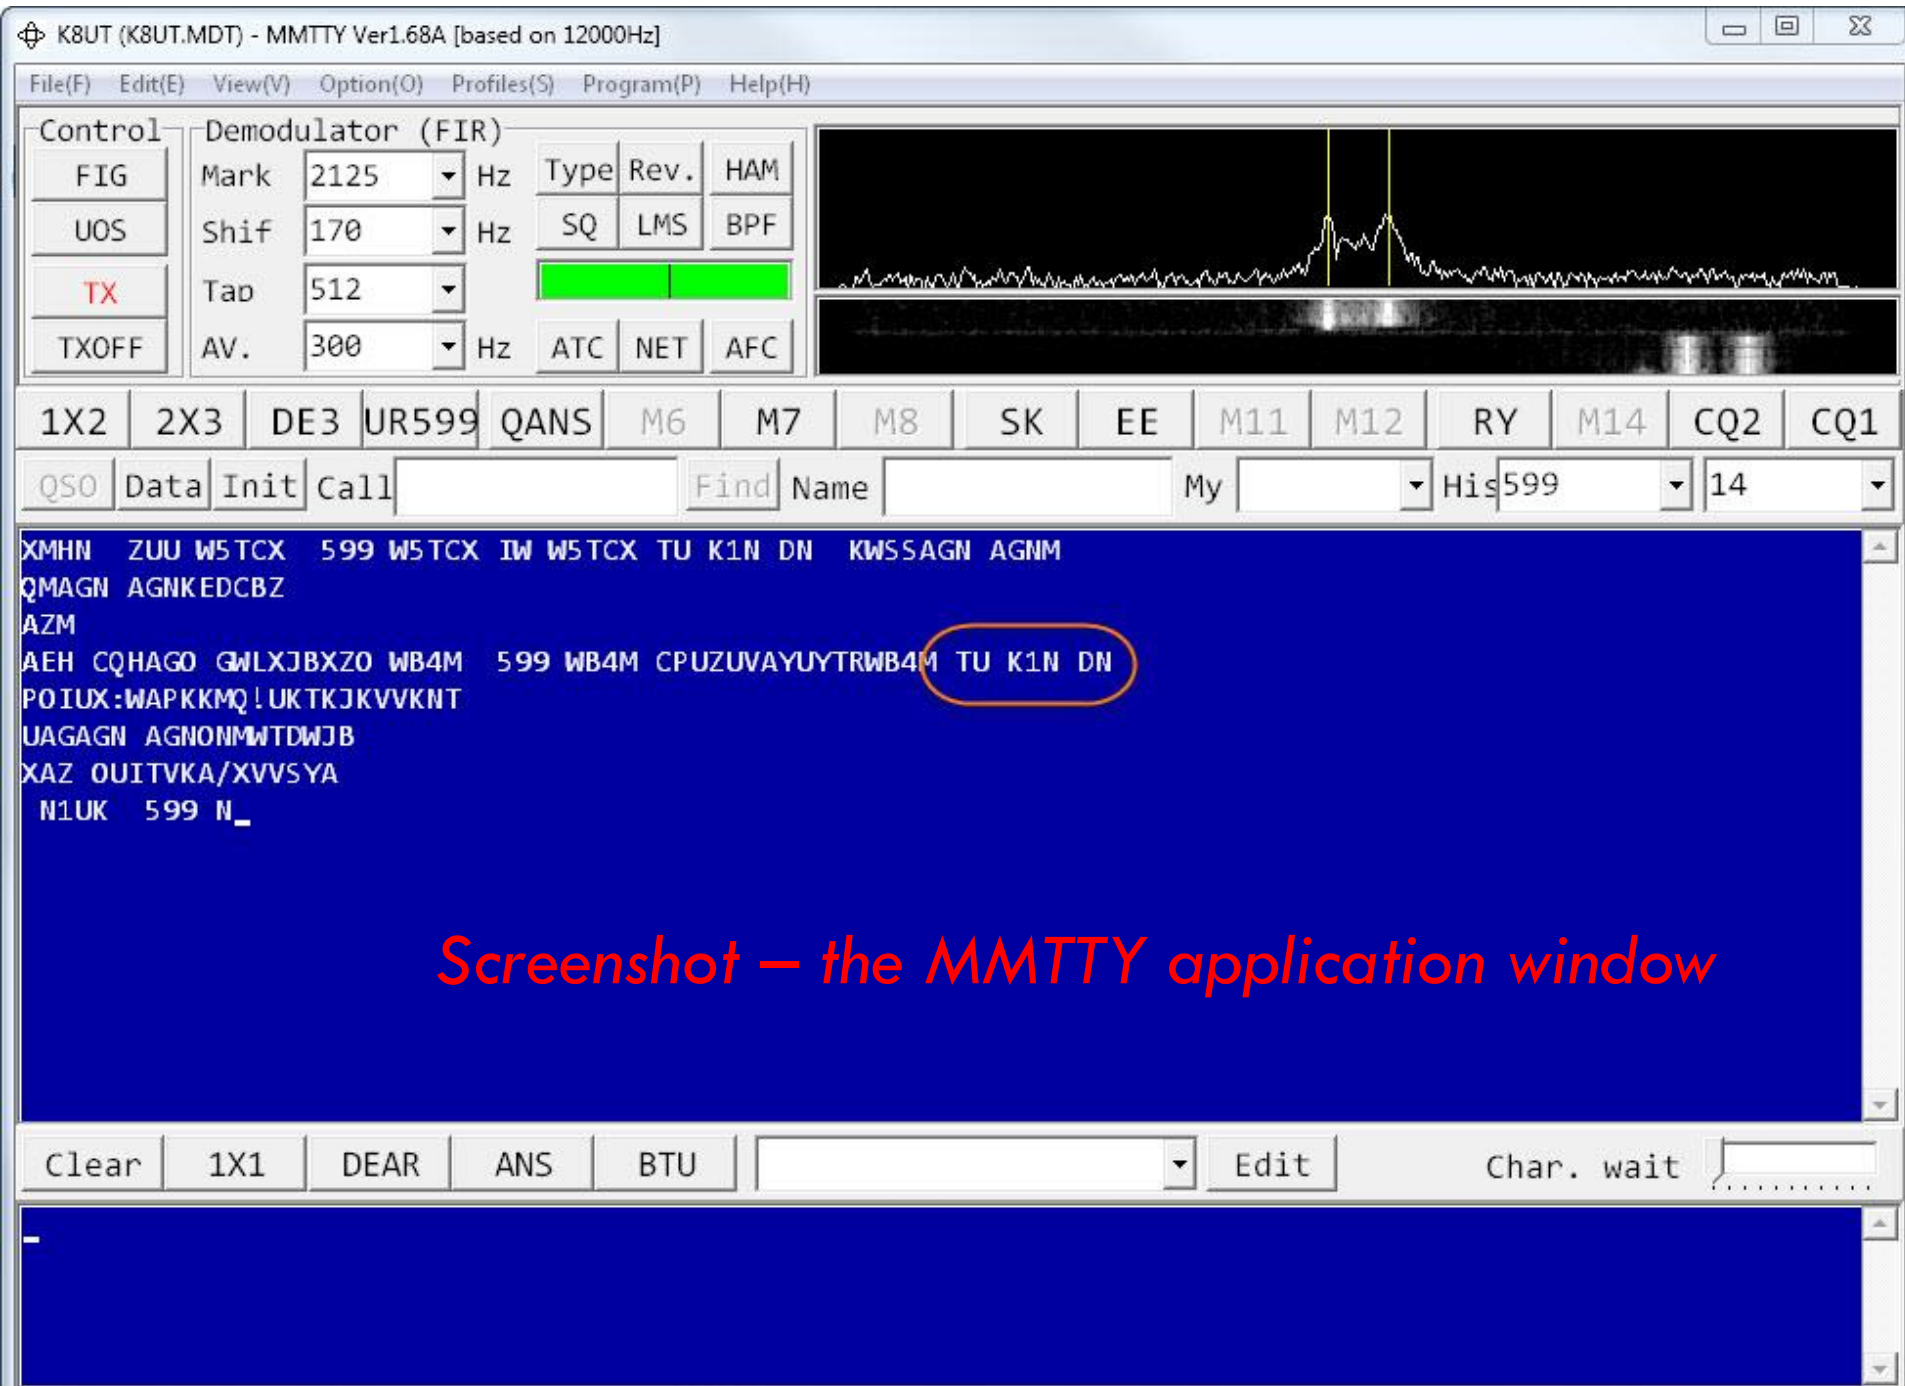 K8UT (K8UT.MDT) - MMTTY Ver1.68A [based on 12000Hz]
File(F) Edit(E) View(V) Option(O) Profiles(S) Program(P) Help(H)
Control Demodulator (FIR)
FIG Mark 2125 Hz Type Rev. HAM
UOS Shif 170 Hz SQ LMS BPF
TX Tap 512
TXOFF AV. 300 Hz ATC NET AFC
1X2 2X3 DE3 UR599 QANS M6 M7 M8 SK EE M11 M12 RY M14 CQ2 CQ1
QSO Data Init Call Find Name My His 599 14
XMHN ZUU W5TCX 599 W5TCX IW W5TCX TU K1N DN KWSSAGN AGNM
QMAGN AGNKEDCBZ
AZM
AEH CQHAGO GWLXJBXZO WB4M 599 WB4M CPUZUVAYUYTRWB4M TU K1N DN
POIUX:WAPKKMQ!UKTKJKVVKNT
UAGAGN AGNONMWTDWJB
XAZ OUITVKA/XVVSYA
N1UK 599 N_
Screenshot – the MMTTY application window
Clear 1X1 DEAR ANS BTU Edit Char. wait